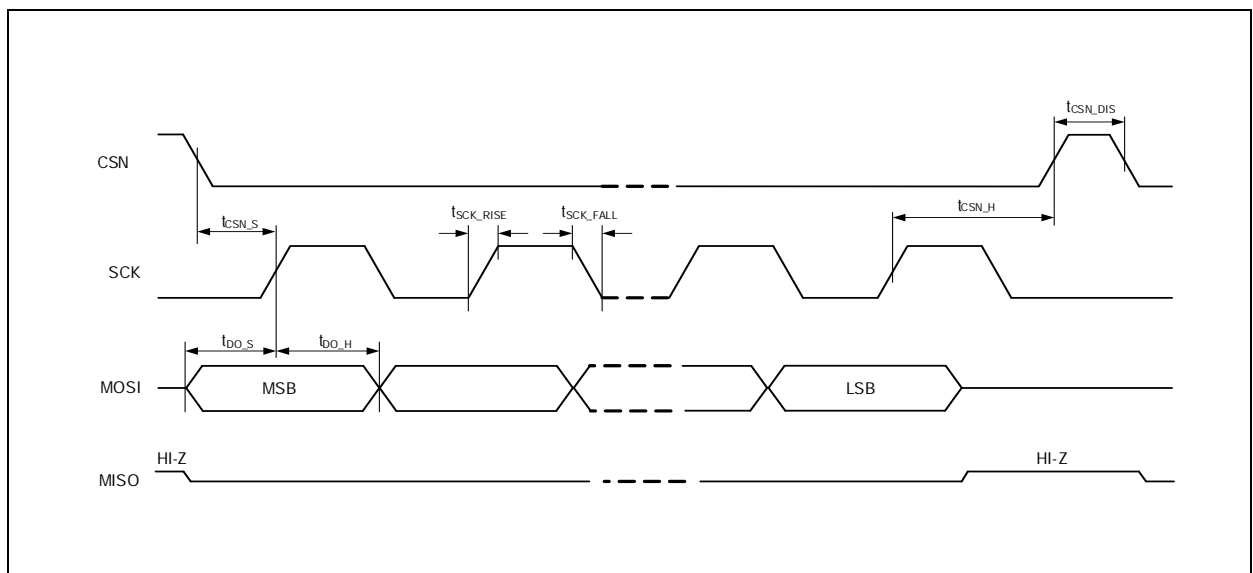 tCSN_DIS
CSN
tCSN_S
tSCK_RISE
tSCK_FALL
tCSN_H
SCK
tDO_S
tDO_H
MOSI
MSB
LSB
HI-Z
HI-Z
MISO